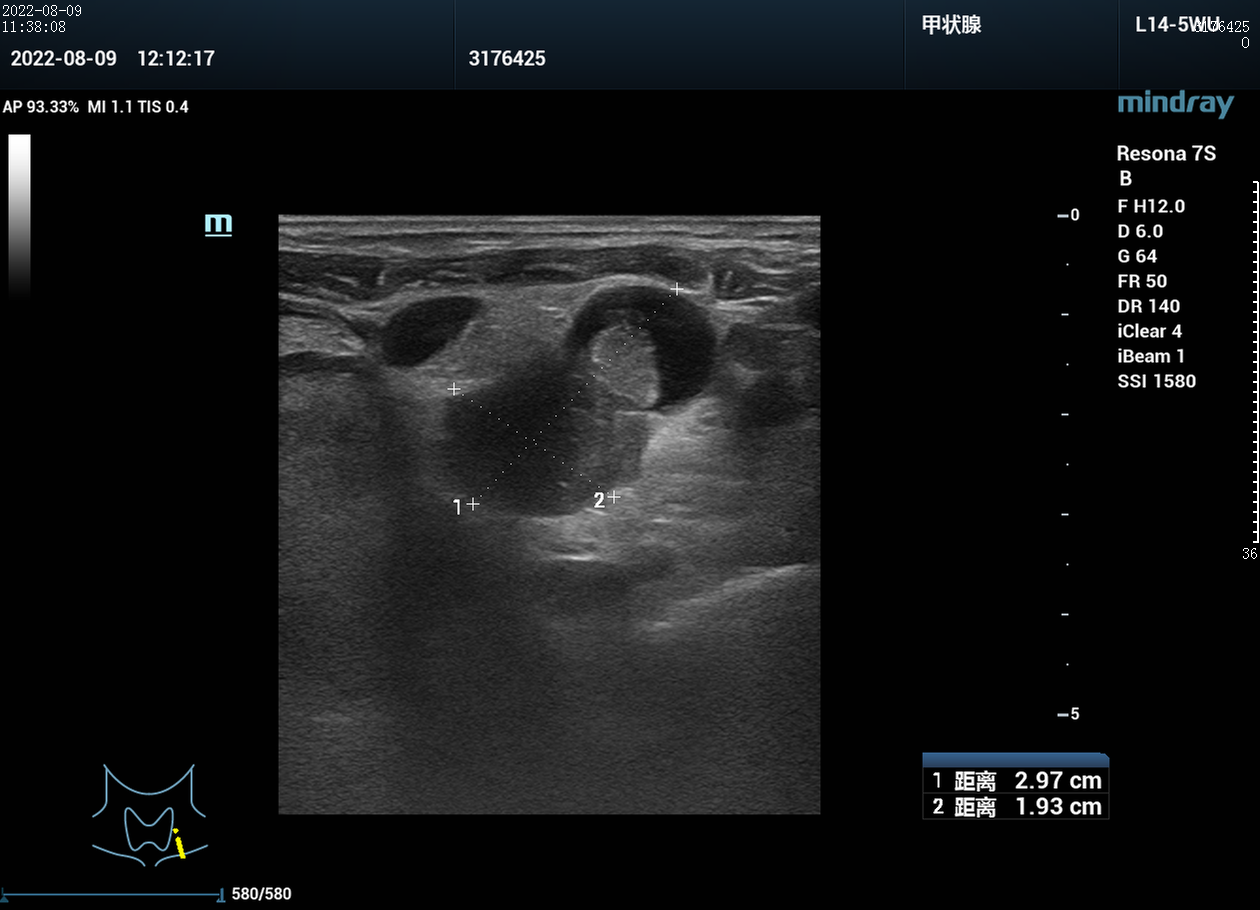 2022-08-09
11:38:08
2022-08-09 12:12:17
3176425
甲状腺
L14-5WU
3176425
0
AP 93.33% MI 1.1 TIS 0.4
mindray
Resona 7S
B
F H12.0
D 6.0
G 64
FR 50
DR 140
iClear 4
iBeam 1
SSI 1580
m
0
1
2
36
5
1 距离 2.97 cm
2 距离 1.93 cm
580/580